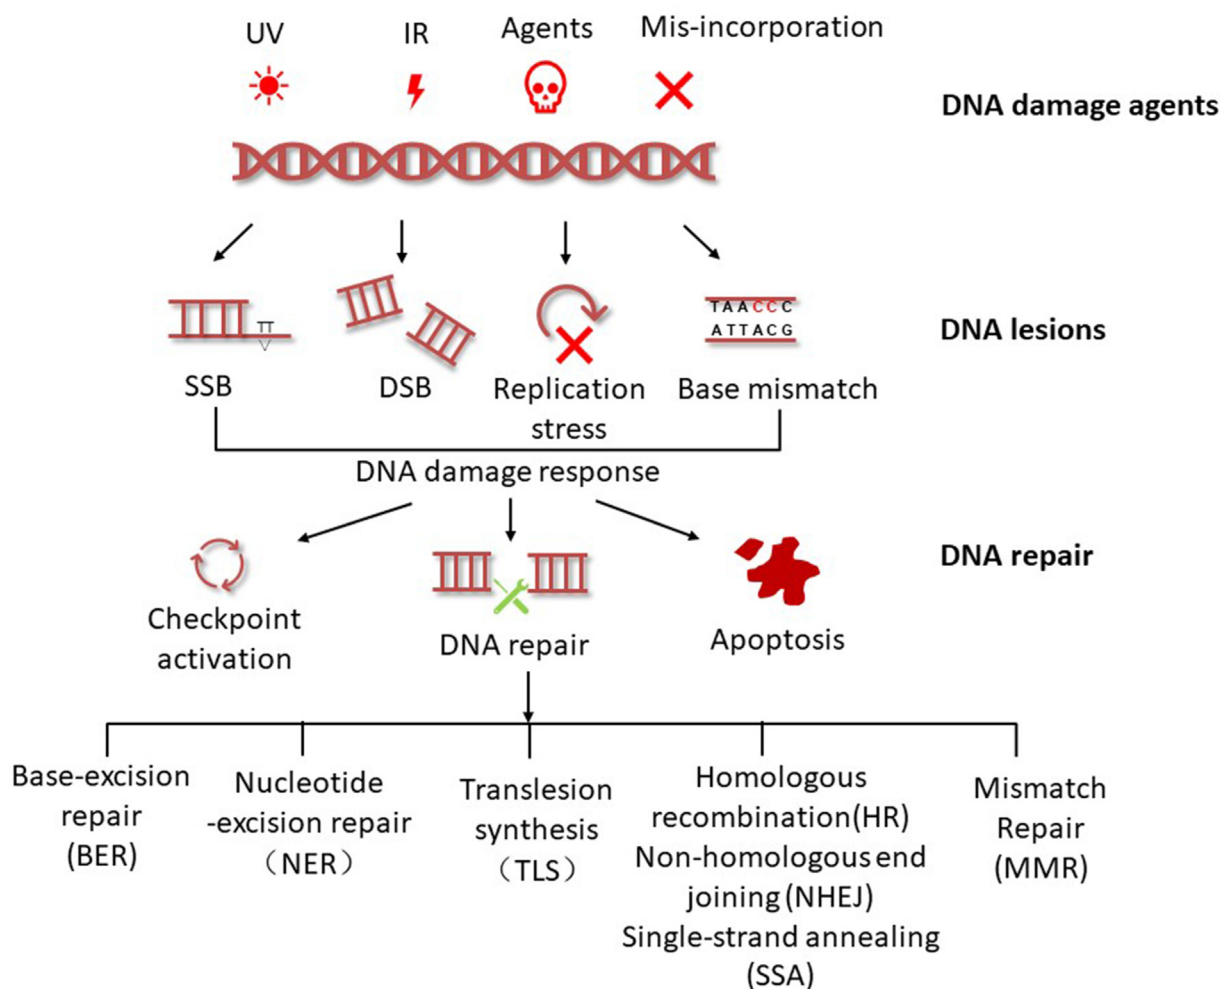 UV
IR
Agents
Mis-incorporation
DNA damage agents
TAACCC
ATTACG
TT
V
DNA lesions
SSB
DSB
Replication
stress
Base mismatch
DNA damage response
DNA repair
Checkpoint
activation
DNA repair
Apoptosis
Base-excision
repair
(BER)
Nucleotide
-excision repair
（NER）
Translesion
synthesis
（TLS）
Homologous
recombination(HR)
Non-homologous end
joining (NHEJ)
Single-strand annealing
(SSA)
Mismatch
Repair
(MMR)